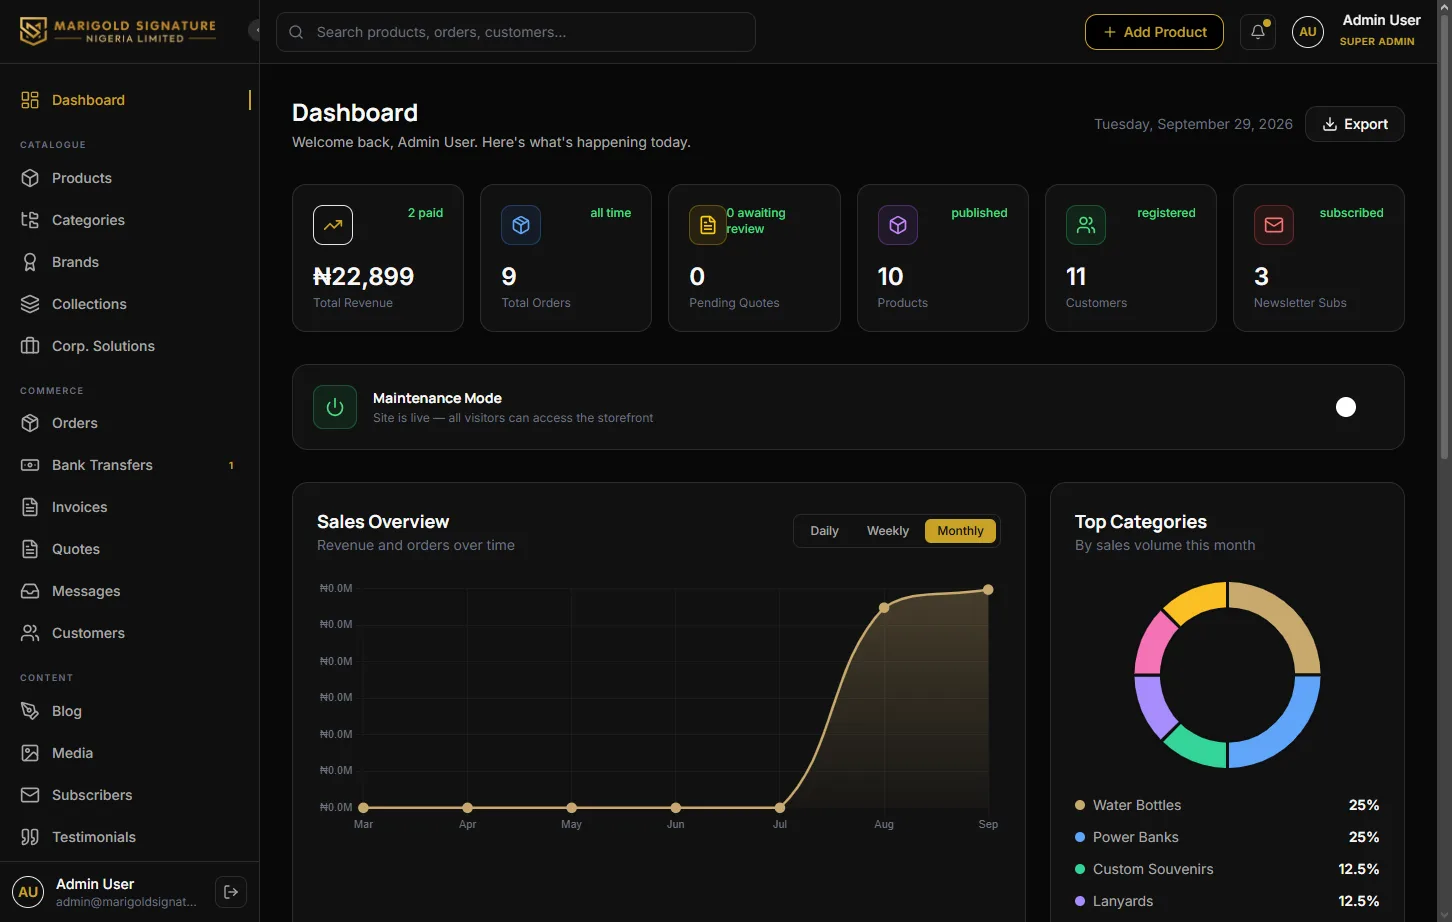 MARIGOLD SIGNATURE
NIGERIA LIMITED
Search products, orders, customers...
Add Product
AU
Admin User
SUPER ADMIN
Dashboard
CATALOGUE
Products
Categories
Brands
Collections
Corp. Solutions
COMMERCE
Orders
Bank Transfers 1
Invoices
Quotes
Messages
Customers
CONTENT
Blog
Media
Subscribers
Testimonials
AU
Admin User
admin@marigoldsignat...
Dashboard
Welcome back, Admin User. Here's what's happening today.
Tuesday, September 29, 2026
Export
2 paid
₦22,899
Total Revenue
all time
9
Total Orders
0 awaiting
review
0
Pending Quotes
published
10
Products
registered
11
Customers
subscribed
3
Newsletter Subs
Maintenance Mode
Site is live — all visitors can access the storefront
Sales Overview
Revenue and orders over time
Daily Weekly Monthly
₦0.0M
₦0.0M
₦0.0M
₦0.0M
₦0.0M
₦0.0M
₦0.0M
Mar Apr May Jun Jul Aug Sep
Top Categories
By sales volume this month
Water Bottles 25%
Power Banks 25%
Custom Souvenirs 12.5%
Lanyards 12.5%